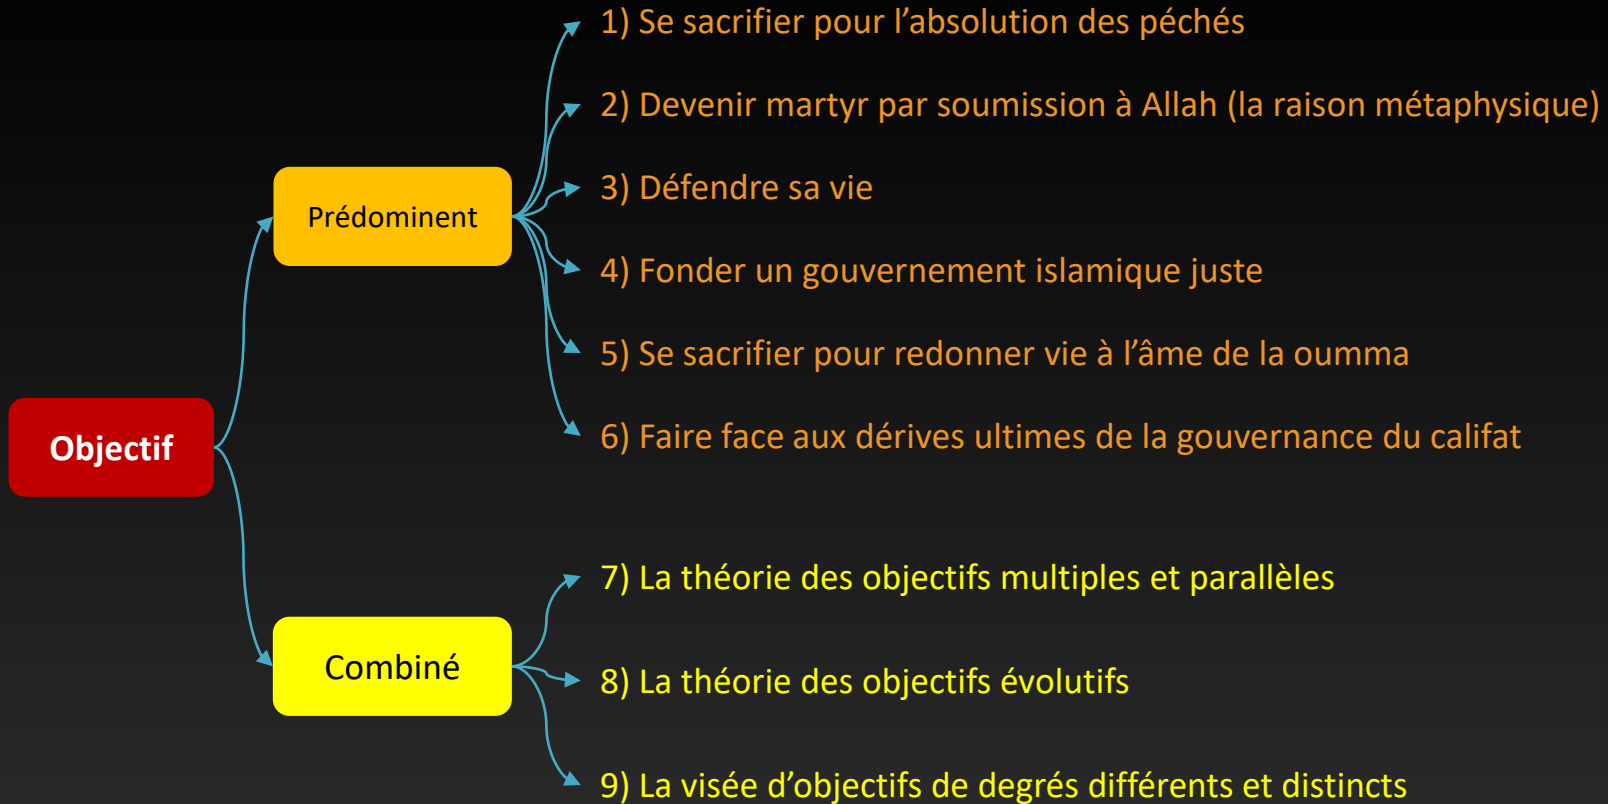 1) Se sacrifier pour l’absolution des péchés
2) Devenir martyr par soumission à Allah (la raison métaphysique)
3) Défendre sa vie
Prédominent
4) Fonder un gouvernement islamique juste
5) Se sacrifier pour redonner vie à l’âme de la oumma
6) Faire face aux dérives ultimes de la gouvernance du califat
Objectif
7) La théorie des objectifs multiples et parallèles
Combiné
8) La théorie des objectifs évolutifs
9) La visée d’objectifs de degrés différents et distincts